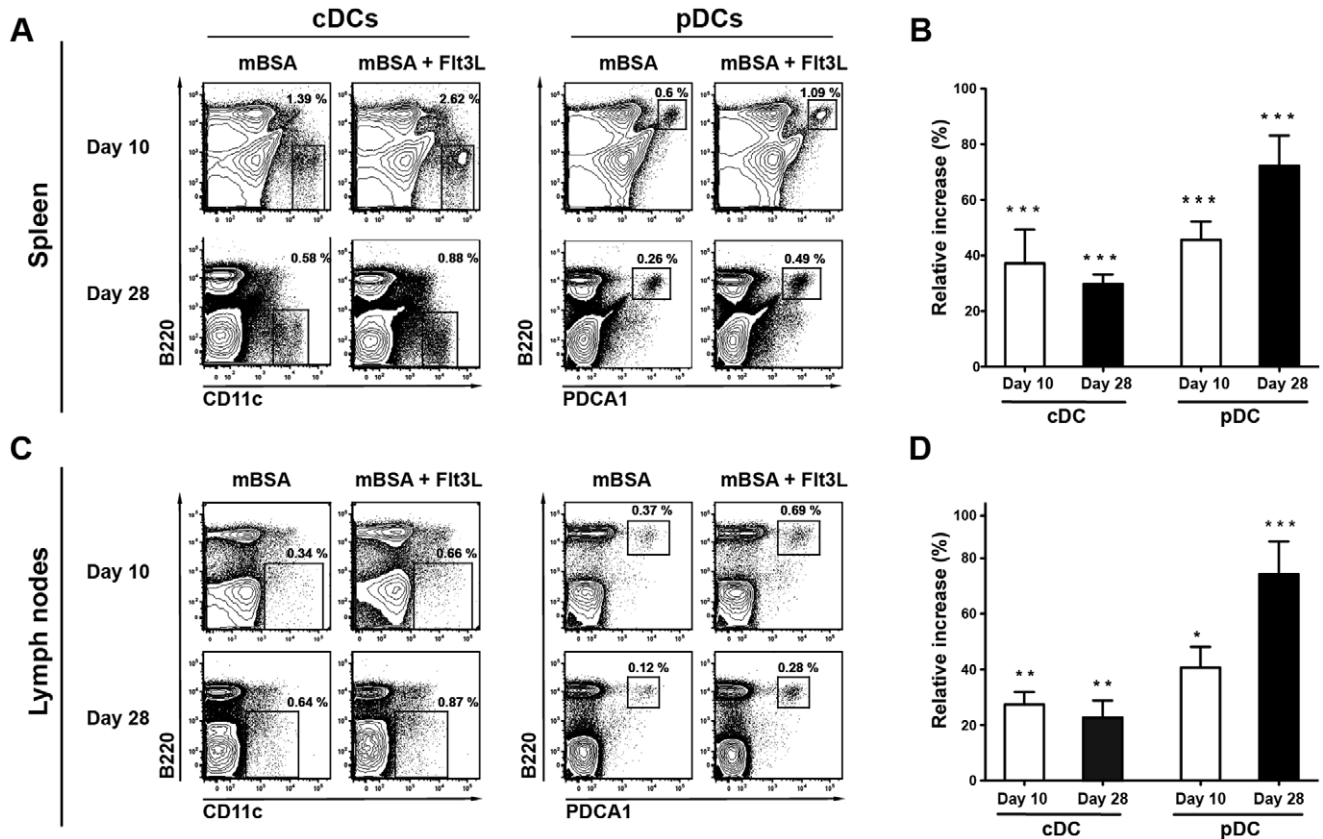 A
cDCs
pDCs
mBSA
mBSA + Flt3L
mBSA
mBSA + Flt3L
Spleen
Day 10
1.39 %
2.62 %
0.6 %
1.09 %
Day 28
0.58 %
0.88 %
0.26 %
0.49 %
B220
CD11c
B220
PDCA1
B
Relative increase (%)
100
80
60
40
20
0
* * *
* * *
* * *
* * *
Day 10
Day 28
Day 10
Day 28
cDC
pDC
C
mBSA
mBSA + Flt3L
mBSA
mBSA + Flt3L
Lymph nodes
Day 10
0.34 %
0.66 %
0.37 %
0.69 %
Day 28
0.64 %
0.87 %
0.12 %
0.28 %
B220
CD11c
B220
PDCA1
D
Relative increase (%)
100
80
60
40
20
0
* *
* *
*
* * *
Day 10
Day 28
Day 10
Day 28
cDC
pDC